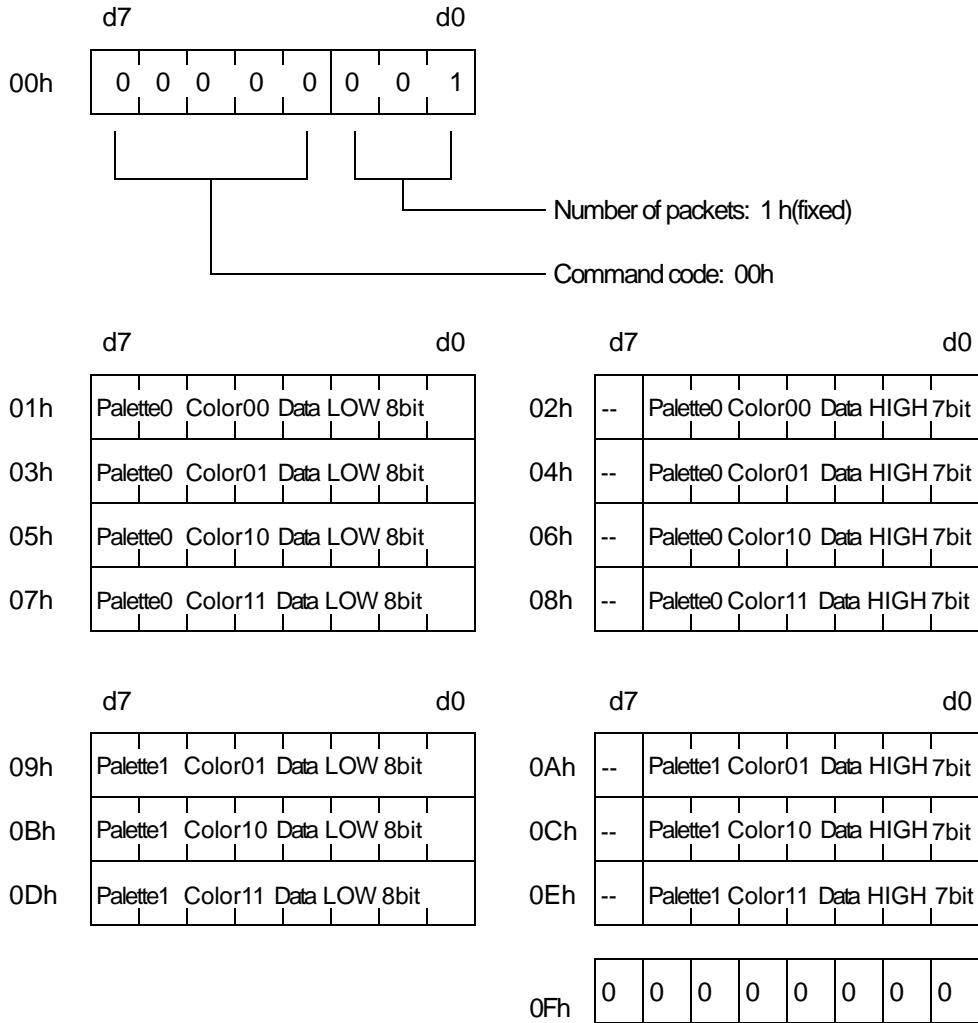 d7 d0
00h 0 0 0 0 0 0 0 1
Number of packets: 1 h(fixed)
Command code: 00h
d7 d0 d7 d0
01h Palette0 Color00 Data LOW 8bit 02h -- Palette0 Color00 Data HIGH 7bit
03h Palette0 Color01 Data LOW 8bit 04h -- Palette0 Color01 Data HIGH 7bit
05h Palette0 Color10 Data LOW 8bit 06h -- Palette0 Color10 Data HIGH 7bit
07h Palette0 Color11 Data LOW 8bit 08h -- Palette0 Color11 Data HIGH 7bit
d7 d0 d7 d0
09h Palette1 Color01 Data LOW 8bit 0Ah -- Palette1 Color01 Data HIGH 7bit
0Bh Palette1 Color10 Data LOW 8bit 0Ch -- Palette1 Color10 Data HIGH 7bit
0Dh Palette1 Color11 Data LOW 8bit 0Eh -- Palette1 Color11 Data HIGH 7bit
0Fh 0 0 0 0 0 0 0 0